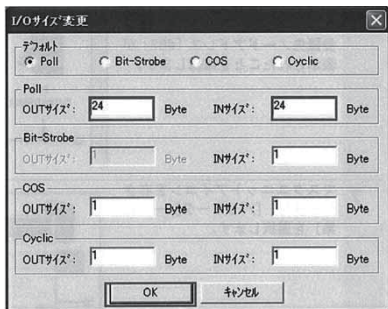 I/Oｻｲｽﾞ変更
ﾃﾞﾌｫﾙﾄ
Poll Bit-Strobe COS Cyclic
Poll
OUTｻｲｽﾞ: 24 Byte INｻｲｽﾞ: 24 Byte
Bit-Strobe
OUTｻｲｽﾞ: 1 Byte INｻｲｽﾞ: 1 Byte
COS
OUTｻｲｽﾞ: 1 Byte INｻｲｽﾞ: 1 Byte
Cyclic
OUTｻｲｽﾞ: 1 Byte INｻｲｽﾞ: 1 Byte
OK ｷｬﾝｾﾙ